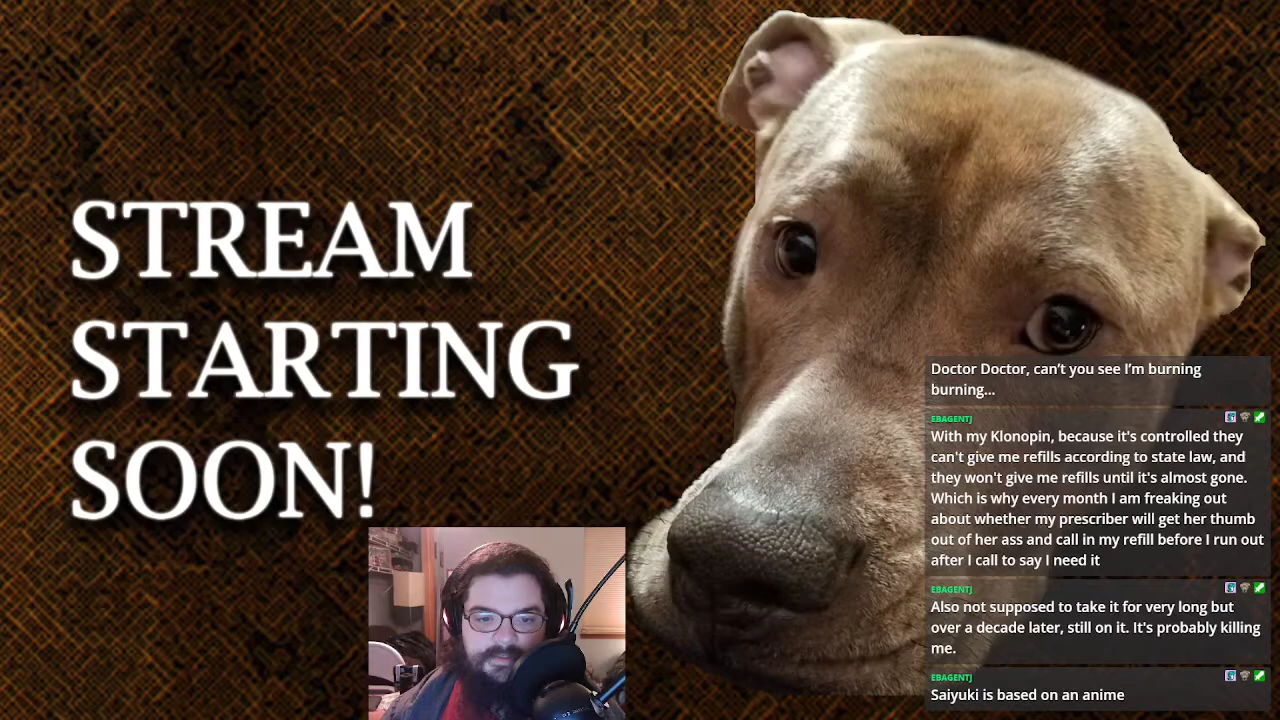 STREAM
STARTING
SOON!
Doctor Doctor, can't you see I'm burning
burning...
EBAGENTJ
With my Klonopin, because it's controlled they
can't give me refills according to state law, and
they won't give me refills until it's almost gone.
Which is why every month I am freaking out
about whether my prescriber will get her thumb
out of her ass and call in my refill before I run out
after I call to say I need it
EBAGENTJ
Also not supposed to take it for very long but
over a decade later, still on it. It's probably killing
me.
EBAGENTJ
Saiyuki is based on an anime